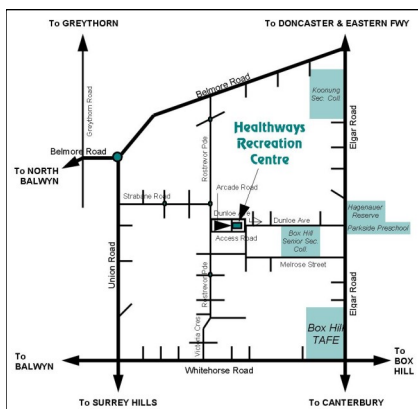 To GREYTHORN
To DONCASTER & EASTERN FWY
Greythorn Road
Belmore Road
Koonung
Sec. Coll
Elgar Road
Healthways
Recreation
Centre
Rostrevor Pde
Belmore Road
To NORTH
BALWYN
Arcade Road
Strabane Road
Dunloe Ave
Dunloe Ave
Hagenauer
Reserve
Parkside Preschool
Access Road
Box Hill
Senior Sec.
Coll
Melrose Street
Union Road
Rostrevor Pde
Elgar Road
Victoria Cres
Box Hill
TAFE
To
BALWYN
Whitehorse Road
To
BOX
HILL
To SURREY HILLS
To CANTERBURY